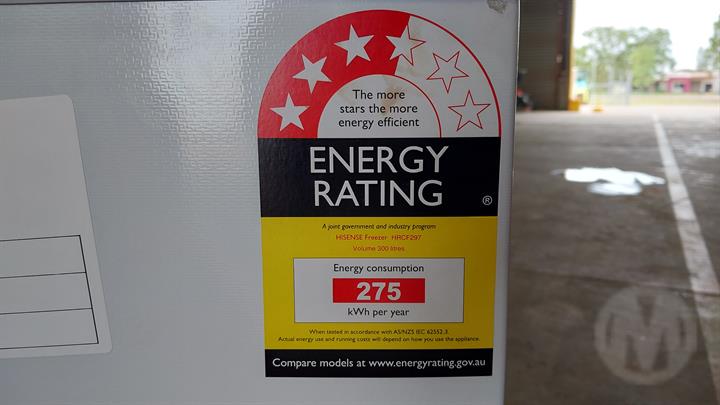 The more
stars the more
energy efficient
ENERGY
RATING ®
A joint government and industry program
HISENSE Freezer HRCF297
Volume 300 litres
Energy consumption
275
kWh per year
When tested in accordance with AS/NZS IEC 62552.3.
Actual energy use and running costs will depend on how you use the appliance.
Compare models at www.energyrating.gov.au
M